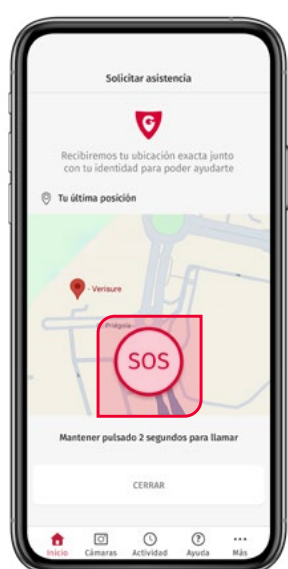 Solicitar asistencia
G
Recibiremos tu ubicación exacta junto
con tu identidad para poder ayudarte
Tu última posición
- Verisure
Priégola
SOS
Mantener pulsado 2 segundos para llamar
CERRAR
Inicio Cámaras Actividad Ayuda Más